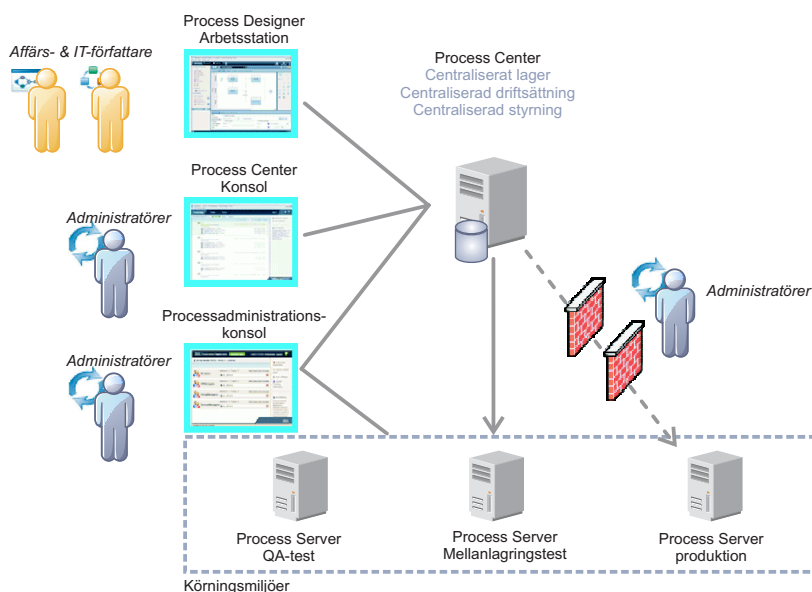 Process Designer
Arbetsstation
Affärs- & IT-författare
Process Center
Centraliserat lager
Centraliserad driftsättning
Centraliserad styrning
Process Center
Konsol
Administratörer
Administratörer
Processadministrations-
konsol
Administratörer
Process Server
QA-test
Process Server
Mellanlagringstest
Process Server
produktion
Körningsmiljöer